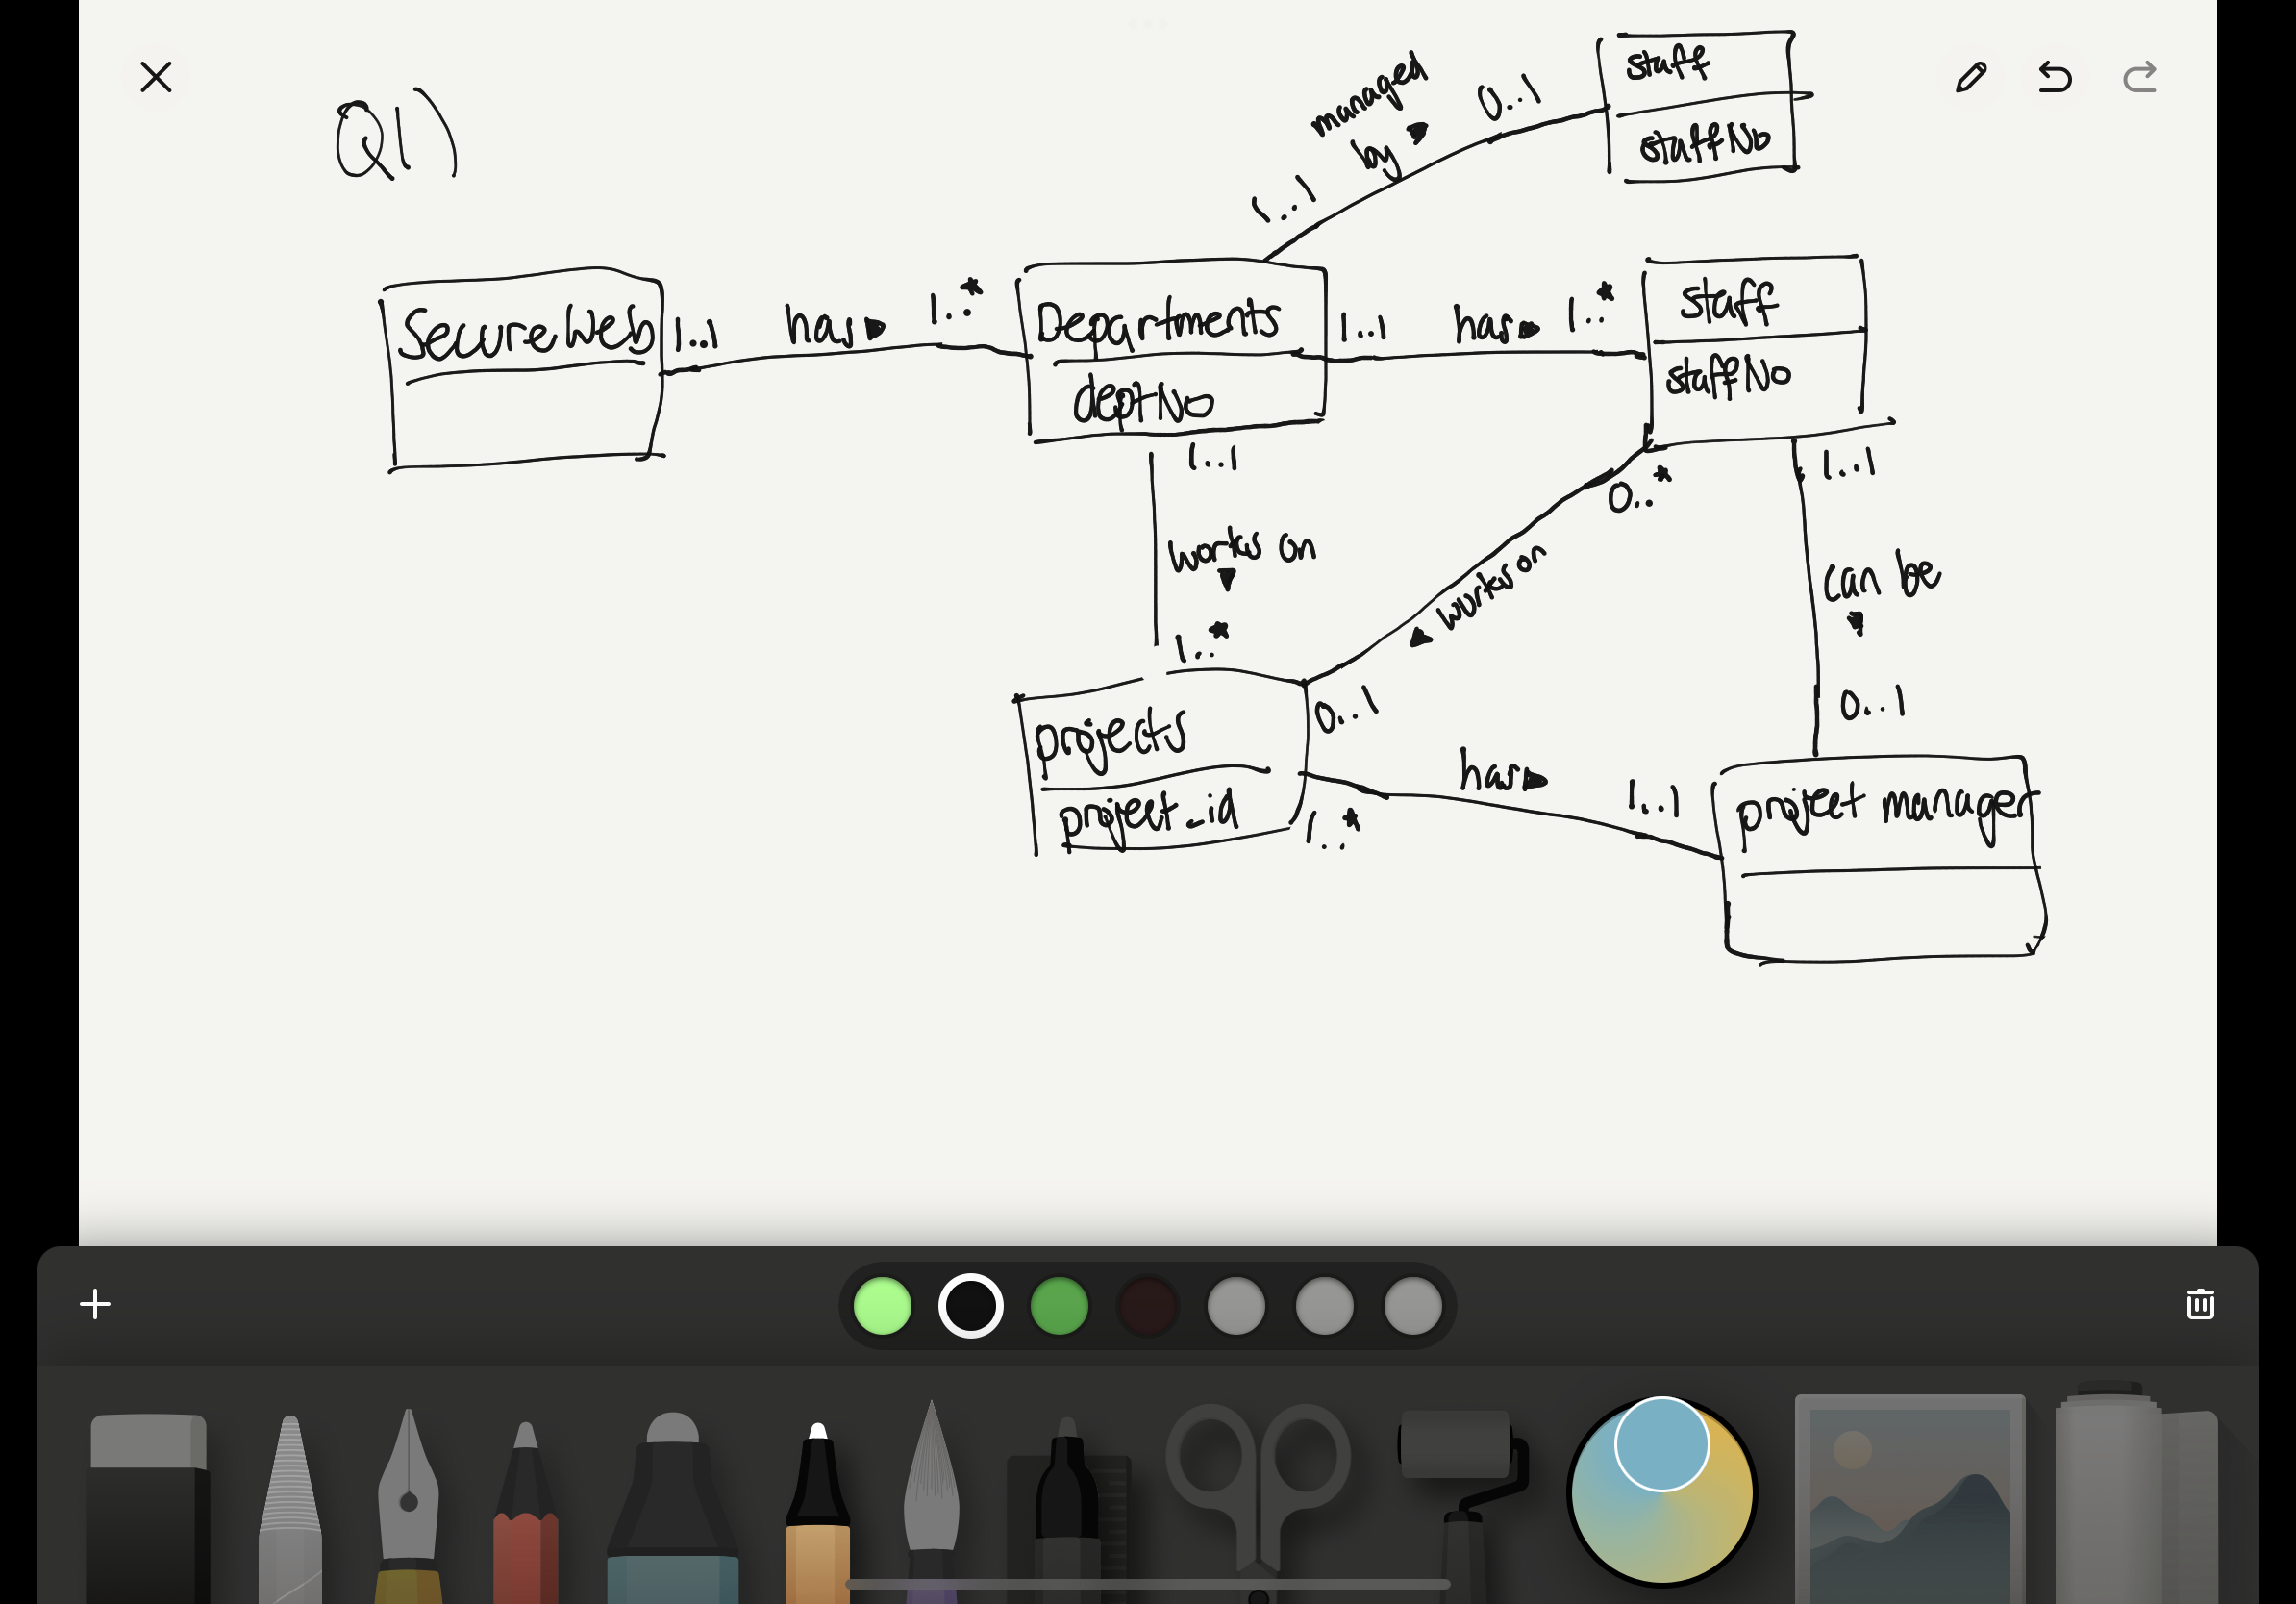 Q1)
managed
by
0..1
1..1
staff
staffNo
SecureWeb
1..1
has
1..*
Departments
deptNo
1..1
has
1..*
staff
staffNo
1..1
works on
1..*
0..*
works on
0..1
1..1
can be
0..1
projects
project_id
1..*
has
1..1
project manager